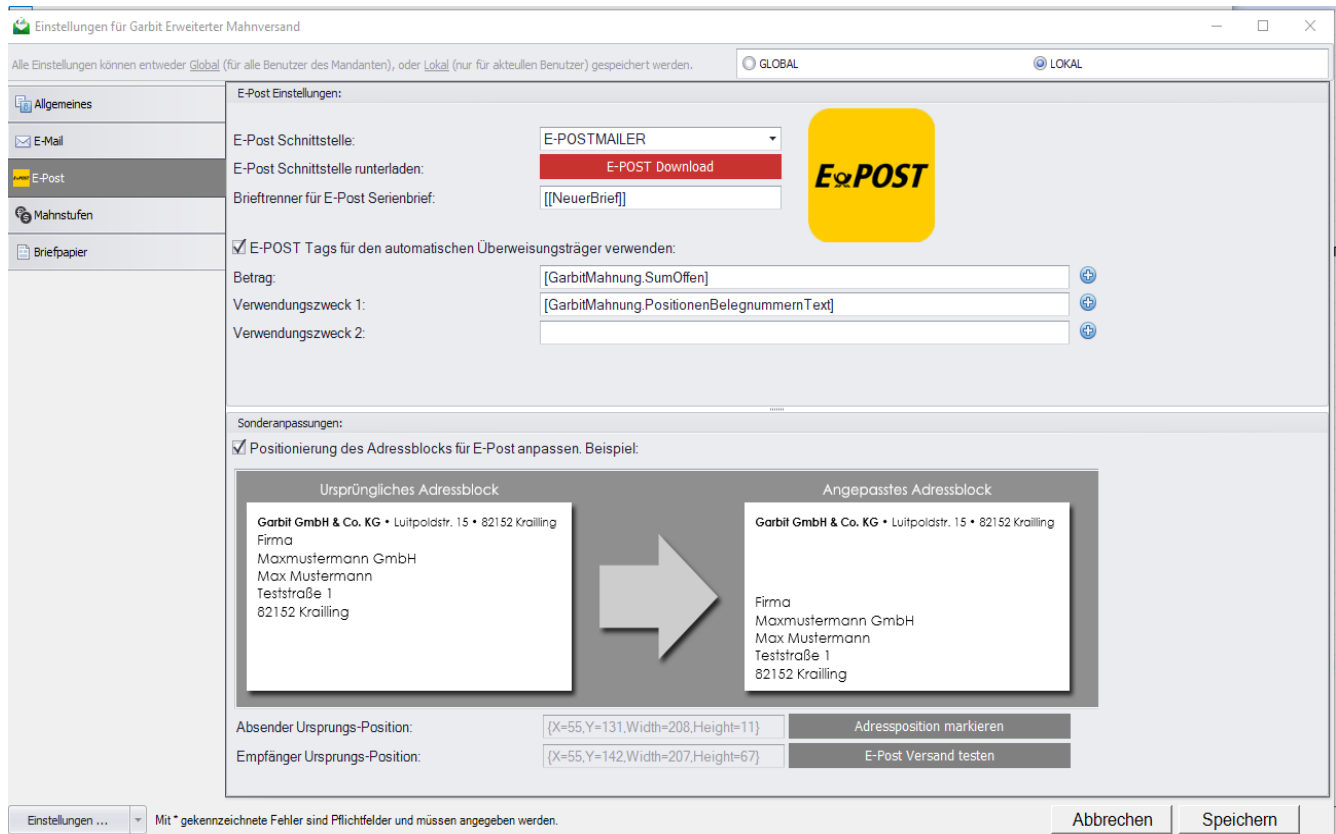 Einstellungen für Garbit Erweiterter Mahnversand
Alle Einstellungen können entweder Global (für alle Benutzer des Mandanten), oder Lokal (nur für akteullen Benutzer) gespeichert werden.
GLOBAL
LOKAL
Allgemeines
E-Mail
E-Post
Mahnstufen
Briefpapier
E-Post Einstellungen:
E-Post Schnittstelle:
E-POSTMAILER
E-Post Schnittstelle runterladen:
E-POST Download
Brieftrenner für E-Post Serienbrief:
[[NeuerBrief]]
E POST
E-POST Tags für den automatischen Überweisungsträger verwenden:
Betrag:
[GarbitMahnung.SumOffen]
Verwendungszweck 1:
[GarbitMahnung.PositionenBelegnummernText]
Verwendungszweck 2:
Sonderanpassungen:
Positionierung des Adressblocks für E-Post anpassen. Beispiel:
Ursprüngliches Adressblock
Garbit GmbH & Co. KG • Luitpoldstr. 15 • 82152 Krailling
Firma
Maxmustermann GmbH
Max Mustermann
Teststraße 1
82152 Krailling
Angepasstes Adressblock
Garbit GmbH & Co. KG • Luitpoldstr. 15 • 82152 Krailling
Firma
Maxmustermann GmbH
Max Mustermann
Teststraße 1
82152 Krailling
Absender Ursprungs-Position:
{X=55,Y=131,Width=208,Height=11}
Adressposition markieren
Empfänger Ursprungs-Position:
{X=55,Y=142,Width=207,Height=67}
E-Post Versand testen
Einstellungen ...
Mit * gekennzeichnete Fehler sind Pflichtfelder und müssen angegeben werden.
Abbrechen
Speichern